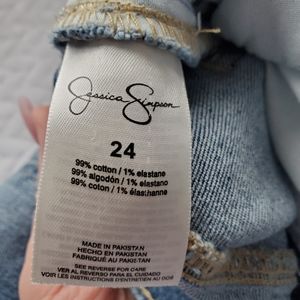 Jessica Simpson
24
99% cotton / 1% elastane
99% algodón / 1% elastano
99% coton / 1% élasthanne
MADE IN PAKISTAN
HECHO EN PAKISTAN
FABRIQUÉ AU PAKISTAN
SEE REVERSE FOR CARE
VER AL REVERSO PARA EL CUIDADO
VOIR LES INSTRUCTIONS D'ENTRETIEN AU DOS